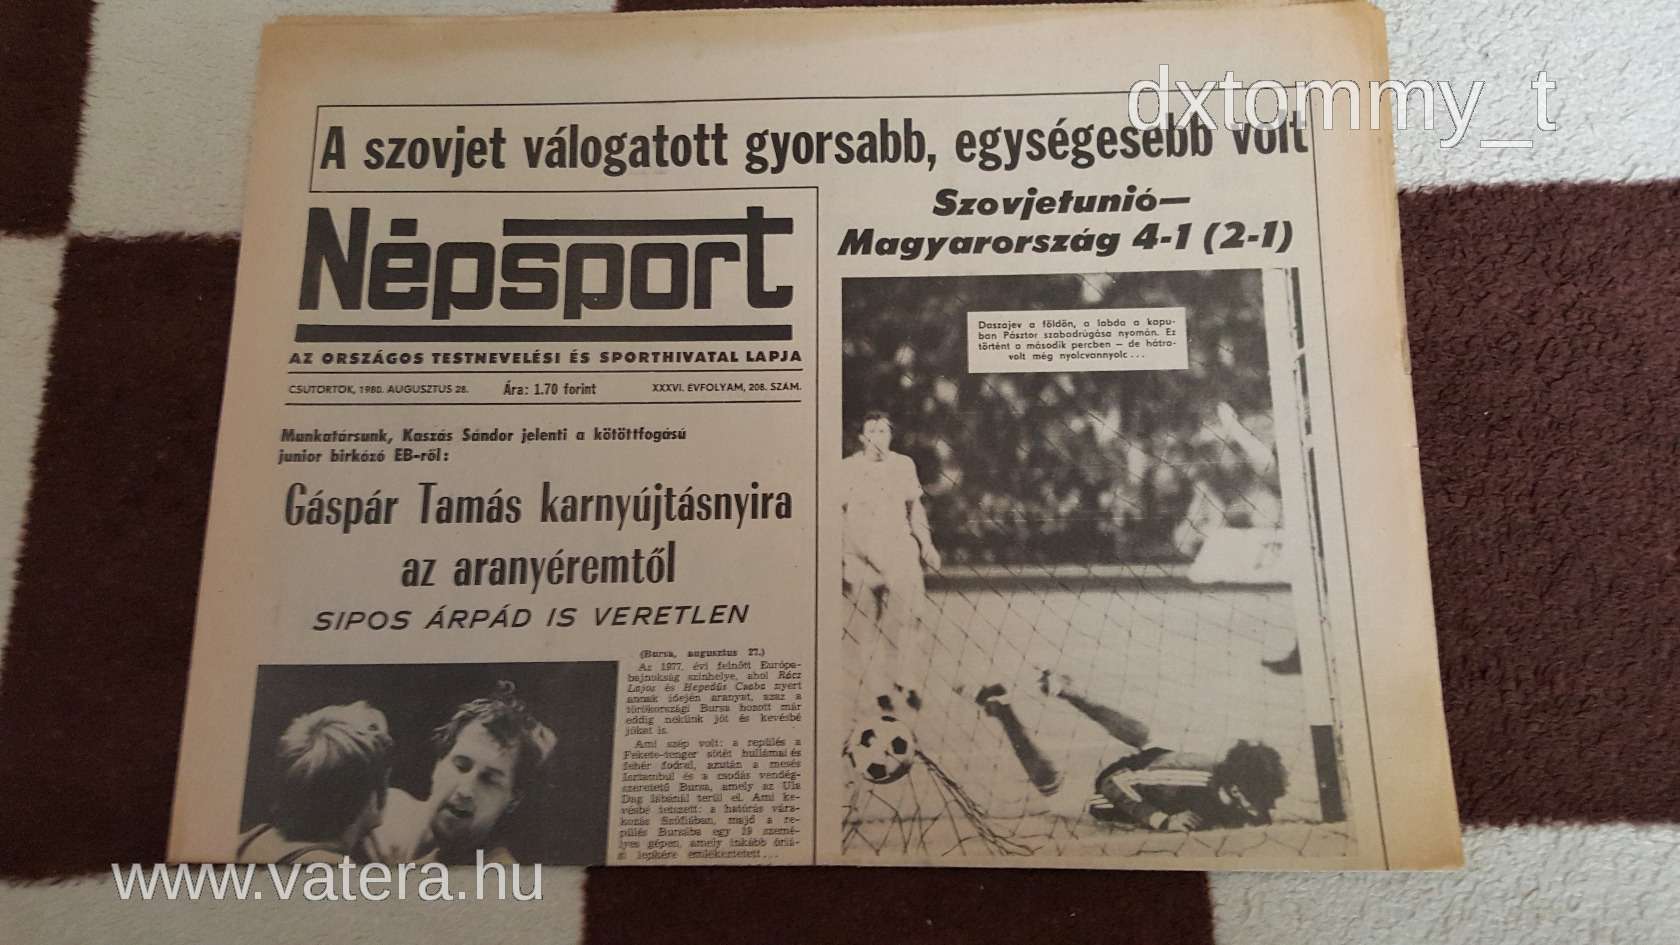 dxtommy_t
A szovjet válogatott gyorsabb, egységesebb volt
Népsport
AZ ORSZÁGOS TESTNEVELÉSI ÉS SPORTHIVATAL LAPJA
CSÜTÖRTÖK, 1980. AUGUSZTUS 28. Ára: 1.70 forint XXXVI. ÉVFOLYAM, 208. SZÁM.
Szovjetunió—
Magyarország 4-1 (2-1)
Daszajev a földön, a labda a kapu-
ban Pásztor szabadrúgása nyomán. Ez
történt a második percben – de hátra-
volt még nyolcvannyolc...
Munkatársunk, Kaszás Sándor jelenti a kötöttfogású
junior birkózó EB-ről:
Gáspár Tamás karnyújtásnyira
az aranyéremtől
SIPOS ÁRPÁD IS VERETLEN
(Bursa, augusztus 27.)
Az 1977. évi felnőtt Európa-
bajnokság színhelye, ahol Rácz
Lajos és Hegedűs Csaba nyert
annak idején aranyat, azaz a
törökországi Bursa hozott már
eddig nekünk jót és kevésbé
jókat is.
Ami szép volt: a repülés a
Fekete-tenger sötét hullámai és
fehér fodrai, azután a mesés
Isztambul és a csodás vendég-
szeretetű Bursa, amely az Ulu
Dag lábánál terül el. Ami ke-
vésbé tetszett: a határás vára-
kozás Szófiában, majd a re-
pülés Bursába egy 19 szemé-
lyes gépen, amely inkább óriá-
si lepkére emlékeztetett...
www.vatera.hu